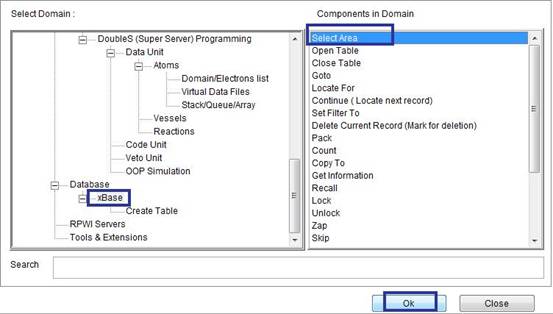 Select Domain :
DoubleS (Super Server) Programming
Data Unit
Atoms
Domain/Electrons list
Virtual Data Files
Stack/Queue/Array
Vessels
Reactions
Code Unit
Veto Unit
OOP Simulation
Database
xBase
Create Table
RPWI Servers
Tools & Extensions
Components in Domain
Select Area
Open Table
Close Table
Goto
Locate For
Continue ( Locate next record)
Set Filter To
Delete Current Record (Mark for deletion)
Pack
Count
Copy To
Get Information
Recall
Lock
Unlock
Zap
Skip
Search
Ok
Close